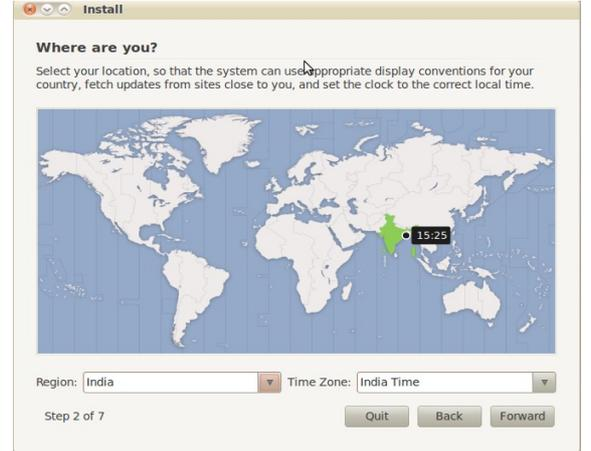 Install
Where are you?
Select your location, so that the system can use appropriate display conventions for your
country, fetch updates from sites close to you, and set the clock to the correct local time.
15:25
Region: India Time Zone: India Time
Step 2 of 7 Quit Back Forward